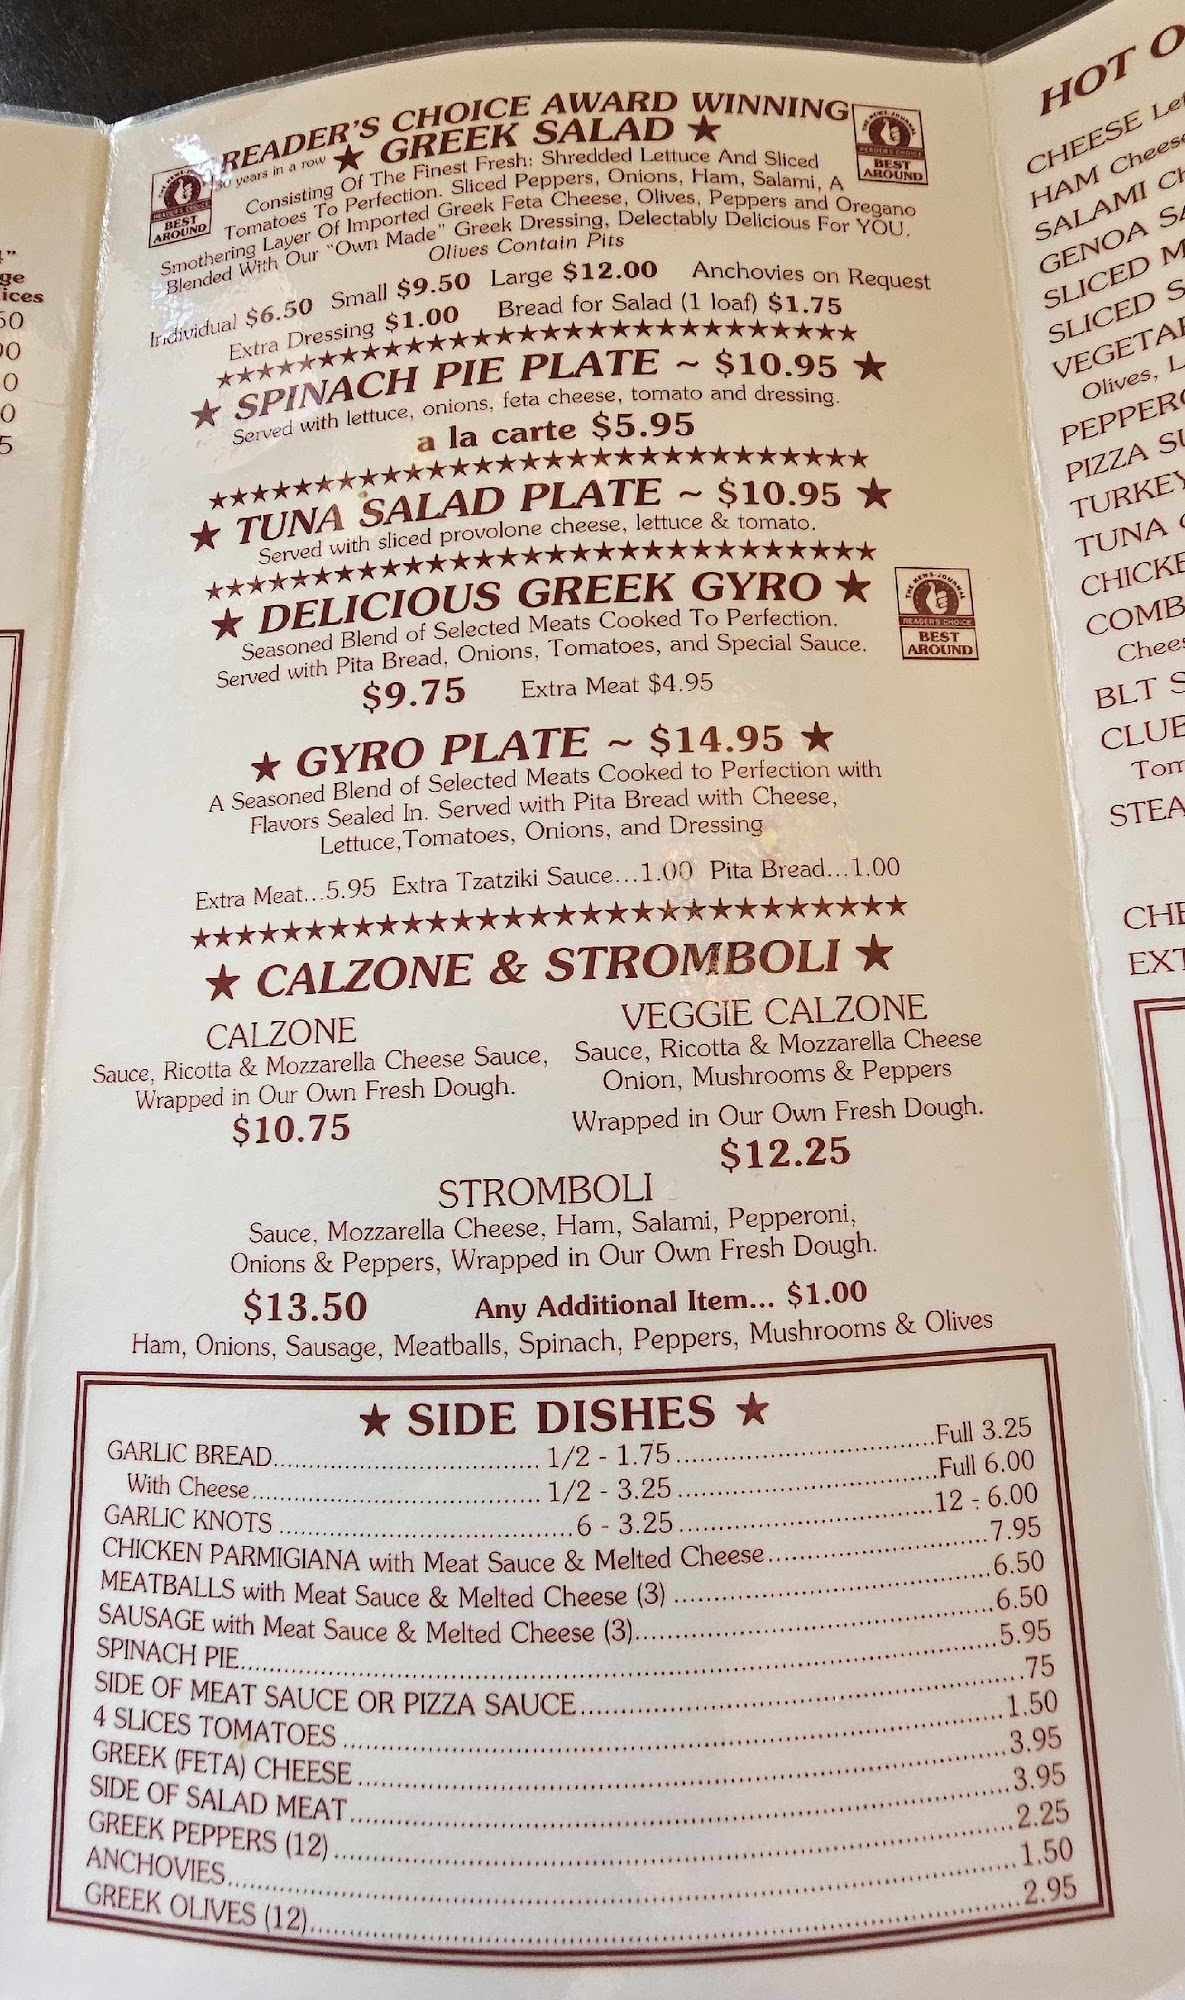 READER'S CHOICE AWARD WINNING
30 years in a row ★ GREEK SALAD ★
Consisting Of The Finest Fresh: Shredded Lettuce And Sliced
Tomatoes To Perfection. Sliced Peppers, Onions, Ham, Salami, A
Smothering Layer Of Imported Greek Feta Cheese, Olives, Peppers and Oregano
Blended With Our "Own Made" Greek Dressing, Delectably Delicious For YOU.
Olives Contain Pits
Individual $6.50 Small $9.50 Large $12.00 Anchovies on Request
Extra Dressing $1.00 Bread for Salad (1 loaf) $1.75
BEST
AROUND
BEST
AROUND
★ SPINACH PIE PLATE ~ $10.95 ★
Served with lettuce, onions, feta cheese, tomato and dressing.
a la carte $5.95
★ TUNA SALAD PLATE ~ $10.95 ★
Served with sliced provolone cheese, lettuce & tomato.
★ DELICIOUS GREEK GYRO ★
Seasoned Blend of Selected Meats Cooked To Perfection.
Served with Pita Bread, Onions, Tomatoes, and Special Sauce.
$9.75 Extra Meat $4.95
THE NEWS-JOURNAL
READER'S CHOICE
BEST
AROUND
★ GYRO PLATE ~ $14.95 ★
A Seasoned Blend of Selected Meats Cooked to Perfection with
Flavors Sealed In. Served with Pita Bread with Cheese,
Lettuce,Tomatoes, Onions, and Dressing
Extra Meat...5.95 Extra Tzatziki Sauce...1.00 Pita Bread...1.00
★ CALZONE & STROMBOLI ★
CALZONE
Sauce, Ricotta & Mozzarella Cheese Sauce,
Wrapped in Our Own Fresh Dough.
$10.75
VEGGIE CALZONE
Sauce, Ricotta & Mozzarella Cheese
Onion, Mushrooms & Peppers
Wrapped in Our Own Fresh Dough.
$12.25
STROMBOLI
Sauce, Mozzarella Cheese, Ham, Salami, Pepperoni,
Onions & Peppers, Wrapped in Our Own Fresh Dough.
$13.50 Any Additional Item... $1.00
Ham, Onions, Sausage, Meatballs, Spinach, Peppers, Mushrooms & Olives
★ SIDE DISHES ★
GARLIC BREAD...1/2 - 1.75...Full 3.25
With Cheese...1/2 - 3.25...Full 6.00
GARLIC KNOTS...6 - 3.25...12 - 6.00
CHICKEN PARMIGIANA with Meat Sauce & Melted Cheese...7.95
MEATBALLS with Meat Sauce & Melted Cheese (3)...6.50
SAUSAGE with Meat Sauce & Melted Cheese (3)...6.50
SPINACH PIE...5.95
SIDE OF MEAT SAUCE OR PIZZA SAUCE....75
4 SLICES TOMATOES...1.50
GREEK (FETA) CHEESE...3.95
SIDE OF SALAD MEAT...3.95
GREEK PEPPERS (12)...2.25
ANCHOVIES...1.50
GREEK OLIVES (12)...2.95
HOT
CHEESE
HAM Cheese
SALAMI
GENOA
SLICED
SLICED
Olives,
PIZZA
TURKEY
TUNA
BLT